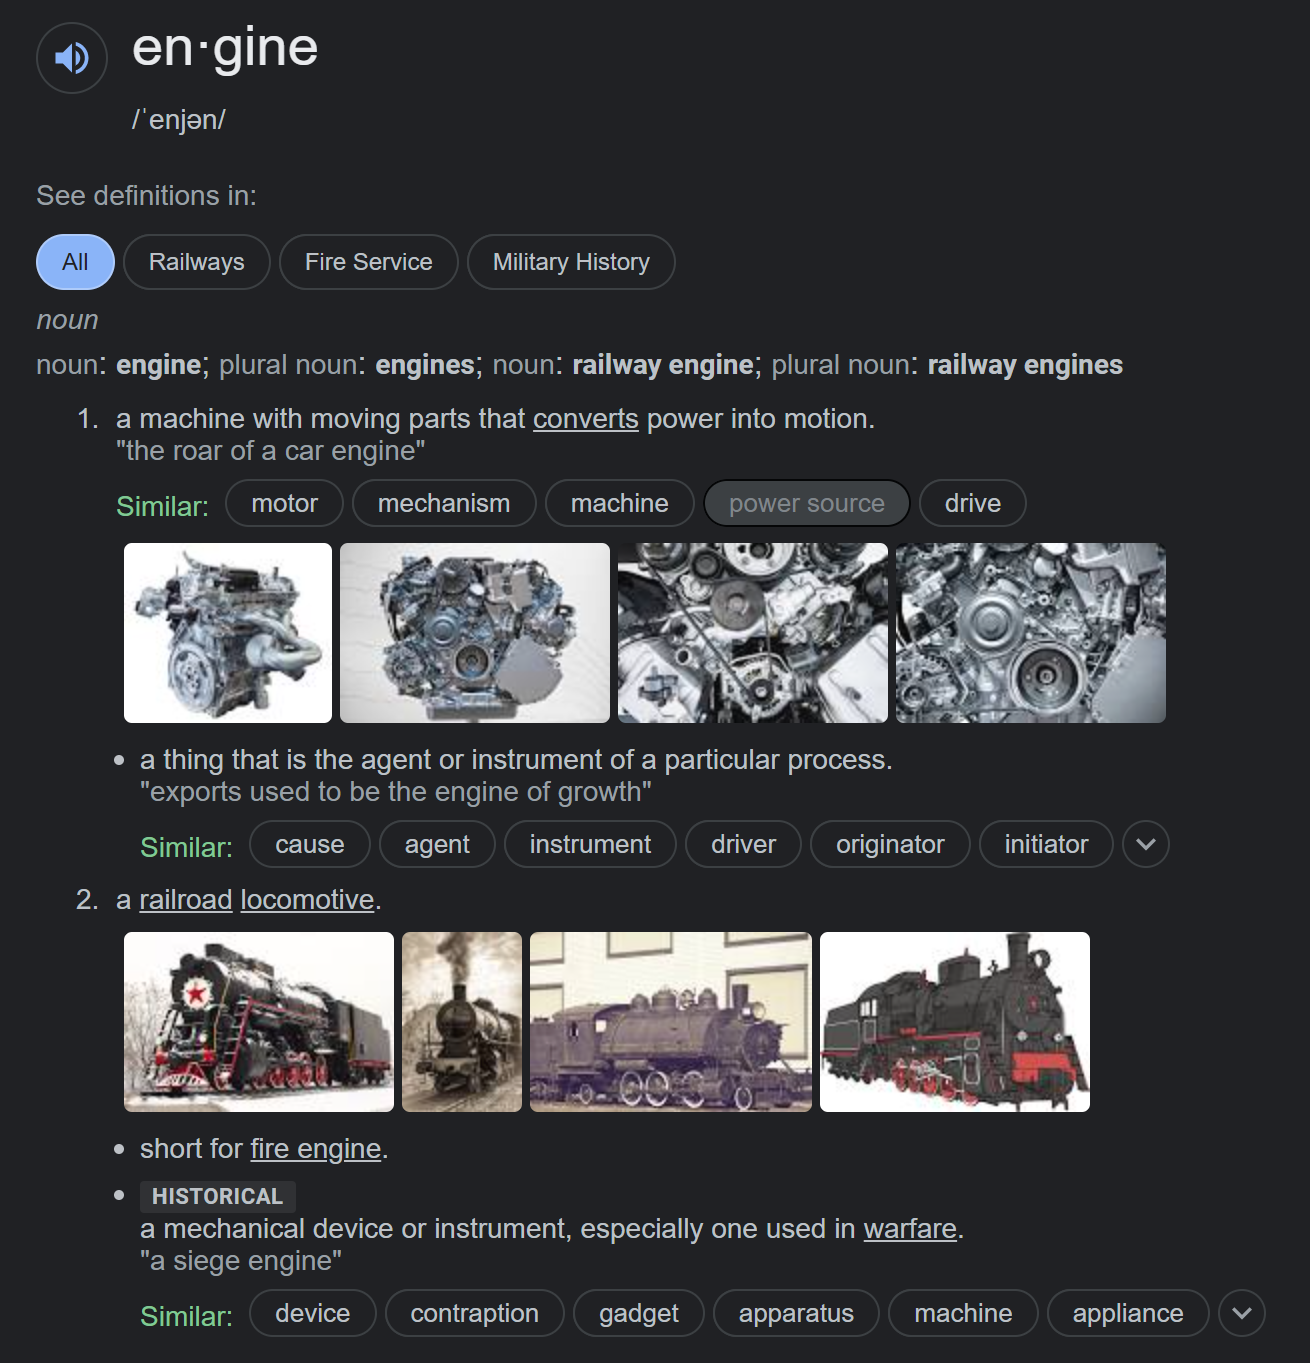 en·gine
/ˈenjən/
See definitions in:
All Railways Fire Service Military History
noun
noun: engine; plural noun: engines; noun: railway engine; plural noun: railway engines
1. a machine with moving parts that converts power into motion.
"the roar of a car engine"
Similar: motor mechanism machine power source drive
• a thing that is the agent or instrument of a particular process.
"exports used to be the engine of growth"
Similar: cause agent instrument driver originator initiator
2. a railroad locomotive.
• short for fire engine.
• HISTORICAL
a mechanical device or instrument, especially one used in warfare.
"a siege engine"
Similar: device contraption gadget apparatus machine appliance